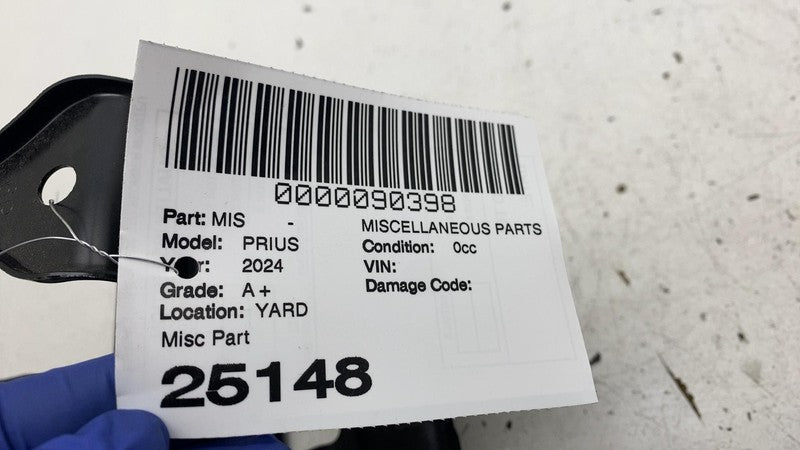 0000090398
Part: MIS - MISCELLANEOUS PARTS
Model: PRIUS Condition: 0cc
2024 VIN:
Grade: A+ Damage Code:
Location: YARD
Misc Part
25148